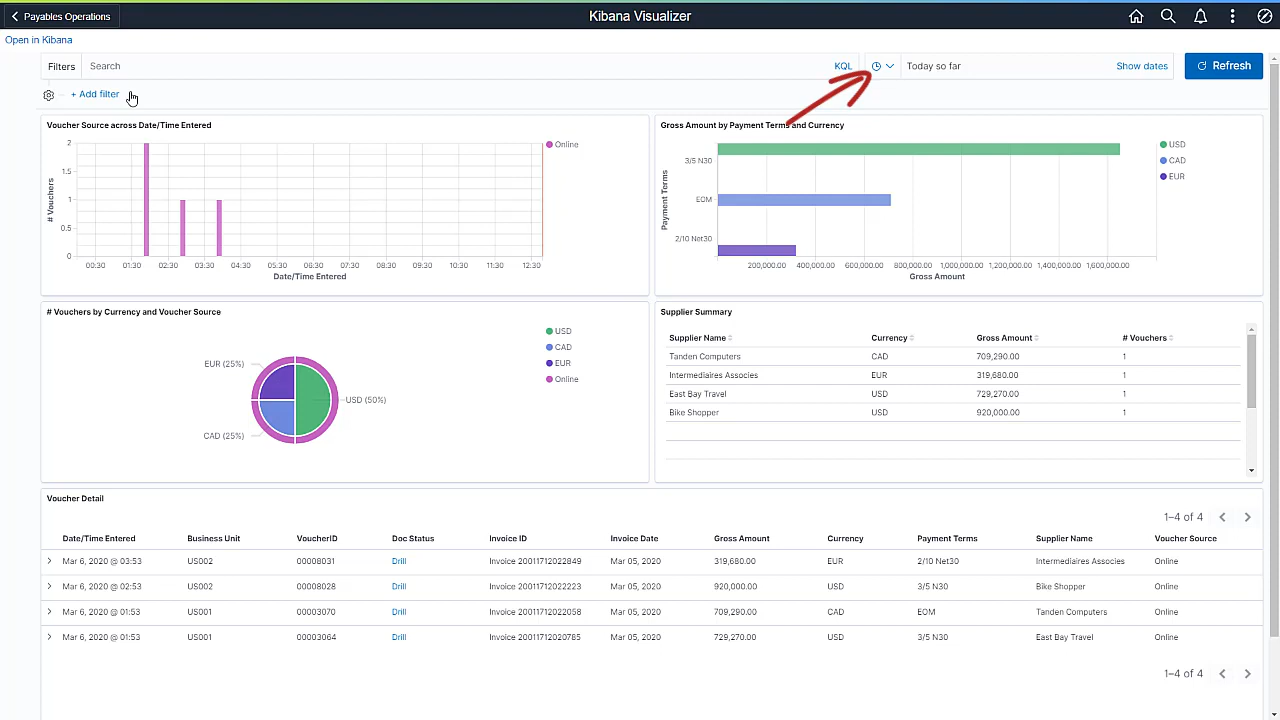 Payables Operations
Kibana Visualizer
Open in Kibana
Filters Search KQL Today so far Show dates Refresh
+ Add filter
Voucher Source across Date/Time Entered
# Vouchers
2
1.5
1
0.5
0
00:30 01:30 02:30 03:30 04:30 05:30 06:30 07:30 08:30 09:30 10:30 11:30 12:30
Date/Time Entered
Online
Gross Amount by Payment Terms and Currency
Payment Terms
3/5 N30
EOM
2/10 Net30
200,000.00 400,000.00 600,000.00 800,000.00 1,000,000.00 1,200,000.00 1,400,000.00 1,600,000.00
Gross Amount
USD
CAD
EUR
# Vouchers by Currency and Voucher Source
EUR (25%)
USD (50%)
CAD (25%)
USD
CAD
EUR
Online
Supplier Summary
Supplier Name Currency Gross Amount # Vouchers
Tanden Computers CAD 709,290.00 1
Intermediaires Associes EUR 319,680.00 1
East Bay Travel USD 729,270.00 1
Bike Shopper USD 920,000.00 1
Voucher Detail
1–4 of 4
Date/Time Entered Business Unit VoucherID Doc Status Invoice ID Invoice Date Gross Amount Currency Payment Terms Supplier Name Voucher Source
Mar 6, 2020 @ 03:53 US002 00008031 Drill Invoice 20011712022849 Mar 05, 2020 319,680.00 EUR 2/10 Net30 Intermediaires Associes Online
Mar 6, 2020 @ 02:53 US002 00008028 Drill Invoice 20011712022223 Mar 05, 2020 920,000.00 USD 3/5 N30 Bike Shopper Online
Mar 6, 2020 @ 01:53 US001 00003070 Drill Invoice 20011712022058 Mar 05, 2020 709,290.00 CAD EOM Tanden Computers Online
Mar 6, 2020 @ 01:53 US001 00003064 Drill Invoice 20011712020785 Mar 05, 2020 729,270.00 USD 3/5 N30 East Bay Travel Online
1–4 of 4